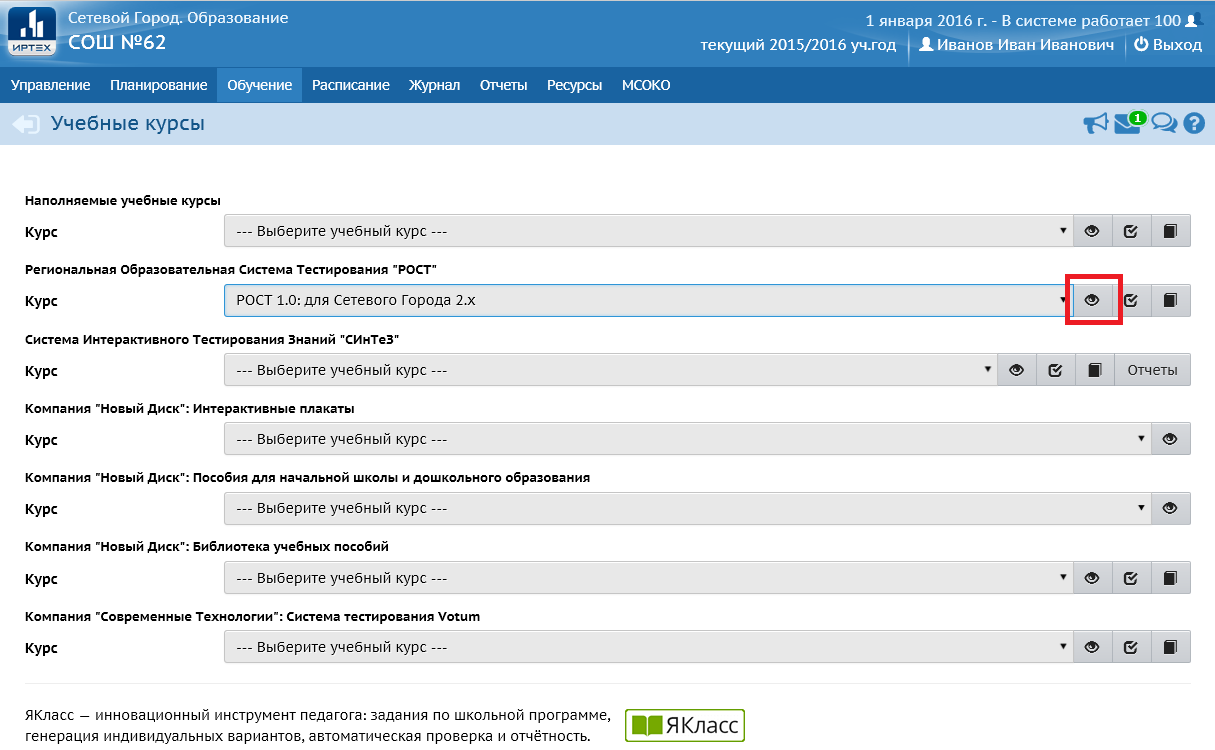 Сетевой Город. Образование
СОШ №62
ИРТЕХ
1 января 2016 г. - В системе работает 100
текущий 2015/2016 уч.год
Иванов Иван Иванович
Выход
Управление Планирование Обучение Расписание Журнал Отчеты Ресурсы МСОКО
Учебные курсы
1
?
Наполняемые учебные курсы
Курс --- Выберите учебный курс ---
Региональная Образовательная Система Тестирования "РОСТ"
Курс РОСТ 1.0: для Сетевого Города 2.x
Система Интерактивного Тестирования Знаний "СИнТеЗ"
Курс --- Выберите учебный курс --- Отчеты
Компания "Новый Диск": Интерактивные плакаты
Курс --- Выберите учебный курс ---
Компания "Новый Диск": Пособия для начальной школы и дошкольного образования
Курс --- Выберите учебный курс ---
Компания "Новый Диск": Библиотека учебных пособий
Курс --- Выберите учебный курс ---
Компания "Современные Технологии": Система тестирования Votum
Курс --- Выберите учебный курс ---
ЯКласс — инновационный инструмент педагога: задания по школьной программе,
генерация индивидуальных вариантов, автоматическая проверка и отчётность.
ЯКласс